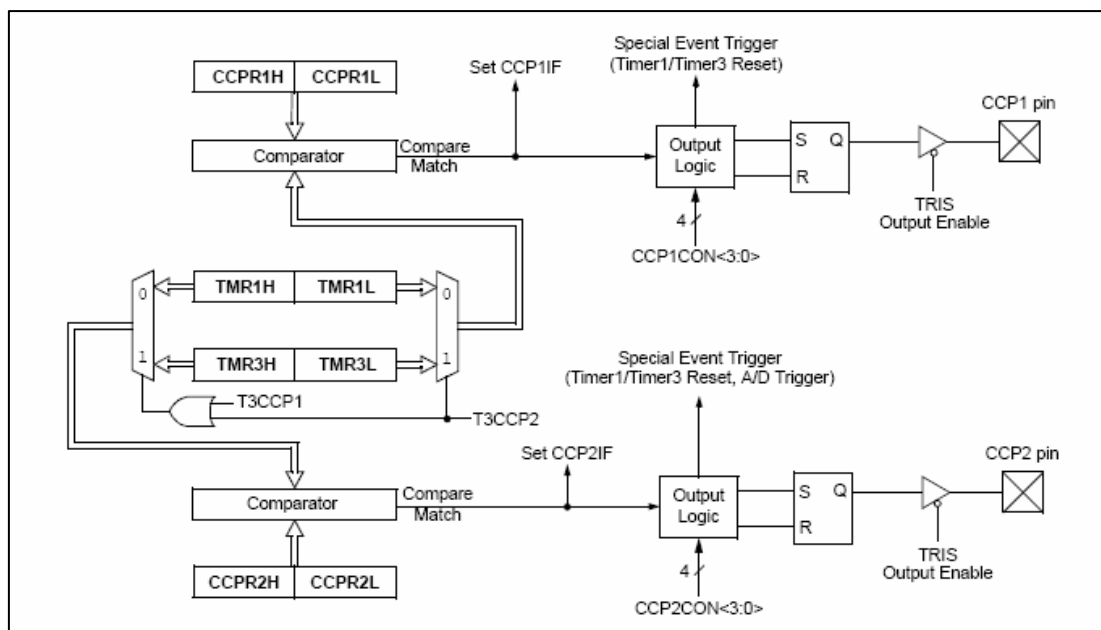 Special Event Trigger
(Timer1/Timer3 Reset)
Set CCP1IF
CCPR1H CCPR1L
CCP1 pin
Comparator
Compare
Match
Output
Logic
S Q
R
TRIS
Output Enable
4
CCP1CON<3:0>
0 TMR1H TMR1L 0
1 TMR3H TMR3L 1
T3CCP1
T3CCP2
Special Event Trigger
(Timer1/Timer3 Reset, A/D Trigger)
Set CCP2IF
CCP2 pin
Comparator
Compare
Match
Output
Logic
S Q
R
TRIS
Output Enable
4
CCPR2H CCPR2L
CCP2CON<3:0>